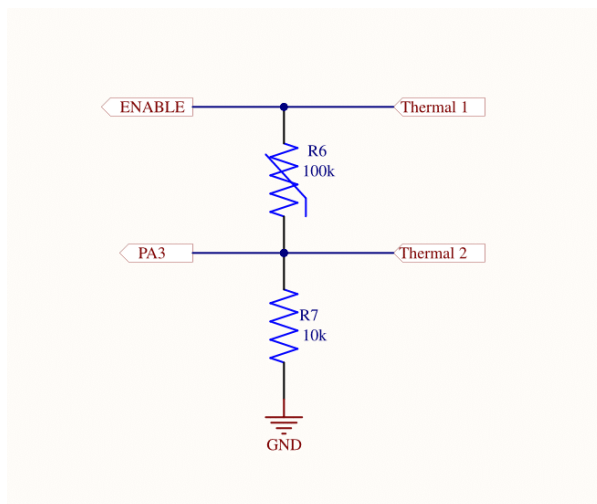 ENABLE Thermal 1
R6
100k
PA3 Thermal 2
R7
10k
GND